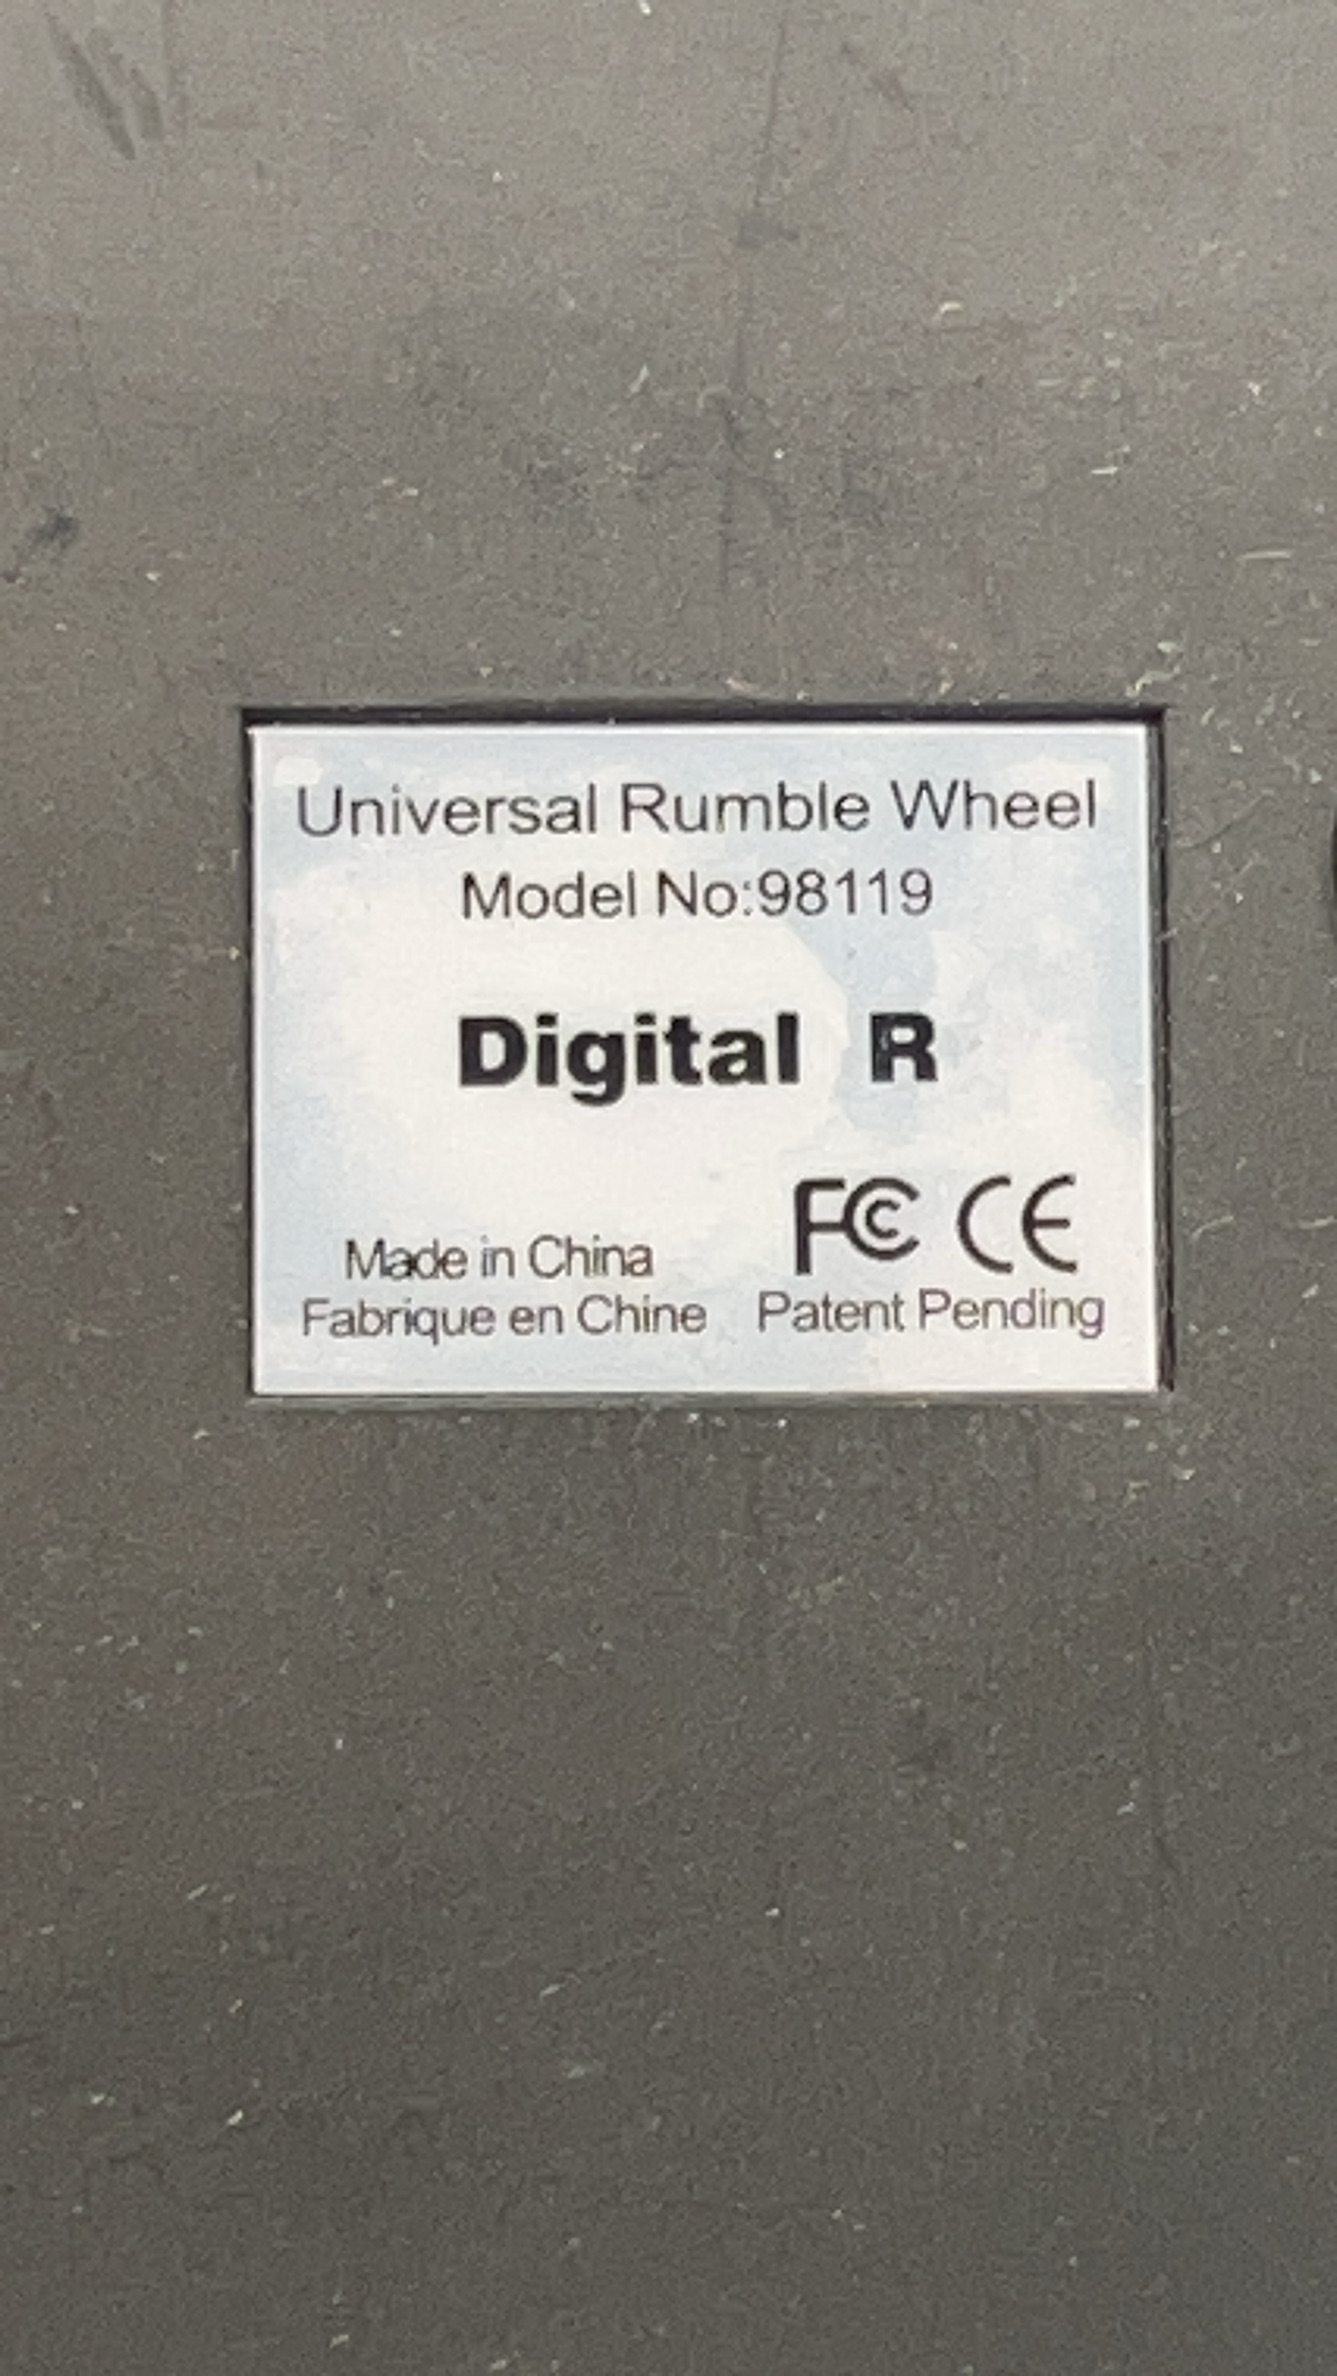 Universal Rumble Wheel
Model No:98119
Digital R
FC CE
Made in China
Fabrique en Chine
Patent Pending